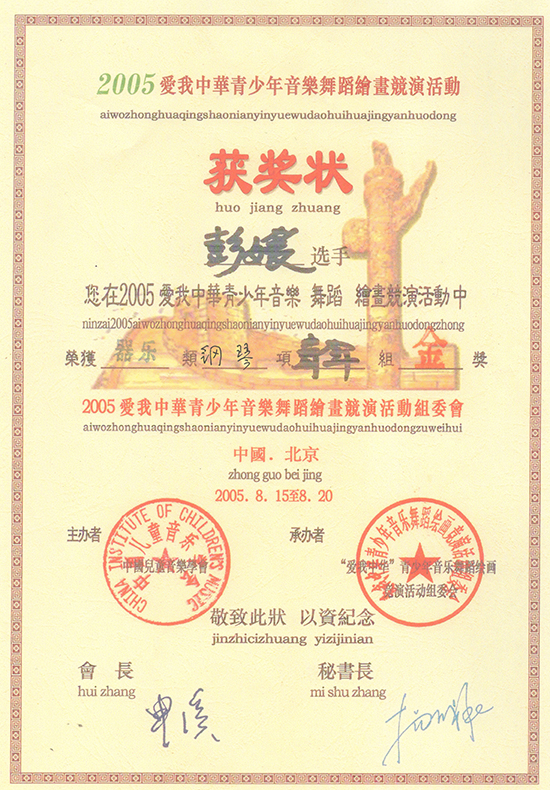 2005愛我中華青少年音樂舞蹈繪畫競演活動
aiwozhonghuaqingshaonianyinyuewudaohuihuajingyanhuodong
获奖状
huo jiang zhuang
彭媛 选手
您在2005愛我中華青少年音樂 舞蹈 繪畫競演活動中
ninzai2005aiwozhonghuaqingshaonianyinyuewudaohuihuajingyanhuodongzhong
榮獲 器乐 類 钢琴 項 青年 組 金 獎
2005愛我中華青少年音樂舞蹈繪畫競演活動組委會
aiwozhonghuaqingshaonianyinyuewudaohuihuajingyanhuodongzuweihui
中國．北京
zhong guo bei jing
2005．8．15至8．20
主办者
承办者
CHINA INSTITUTE OF CHILDREN'S MUSIC
中國兒童音樂學會
“爱我中华”青少年音乐舞蹈绘画
竞演活动组委会
敬致此狀 以資紀念
jinzhicizhuang yizijinian
會 長
hui zhang
秘書長
mi shu zhang